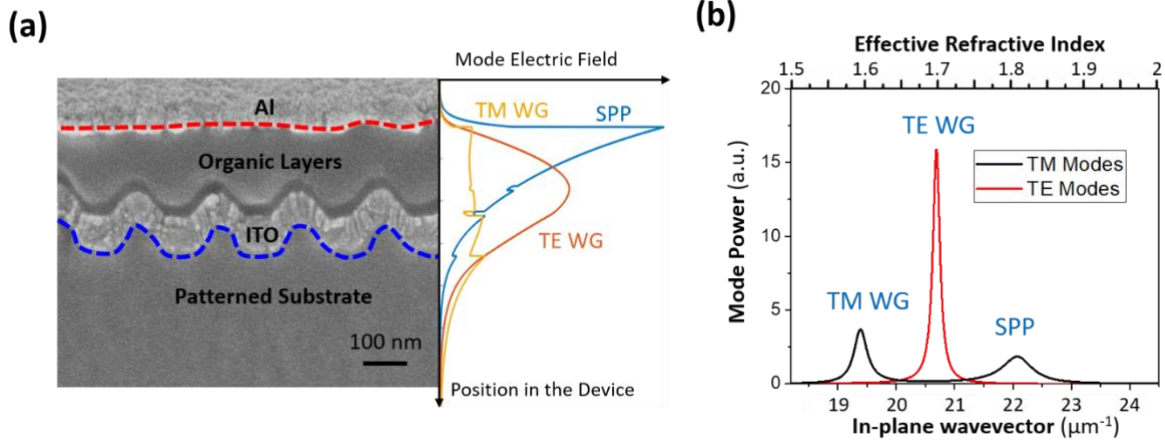 (a)
Al
Organic Layers
ITO
Patterned Substrate
100 nm
Mode Electric Field
TM WG
SPP
TE WG
Position in the Device
(b)
Effective Refractive Index
1.5 1.6 1.7 1.8 1.9 2
20
15
10
5
0
Mode Power (a.u.)
TE WG
TM Modes
TE Modes
TM WG
SPP
19 20 21 22 23 24
In-plane wavevector (μm⁻¹)